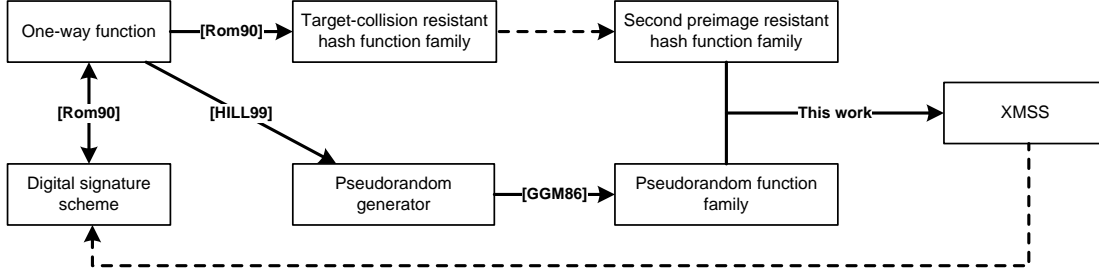 One-way function
[Rom90]
Target-collision resistant
hash function family
Second preimage resistant
hash function family
[Rom90]
[HILL99]
This work
XMSS
Digital signature
scheme
Pseudorandom
generator
[GGM86]
Pseudorandom function
family